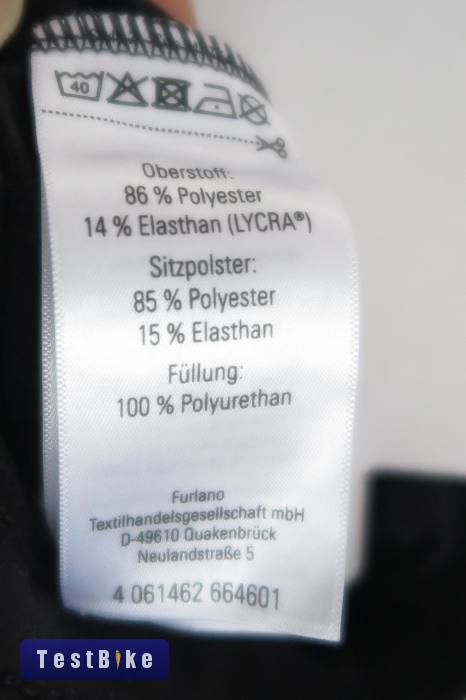 40
Oberstoff:
86 % Polyester
14 % Elasthan (LYCRA®)
Sitzpolster:
85 % Polyester
15 % Elasthan
Füllung:
100 % Polyurethan
Furlano
Textilhandelsgesellschaft mbH
D-49610 Quakenbrück
Neulandstraße 5
4 061462 664601
TestBike